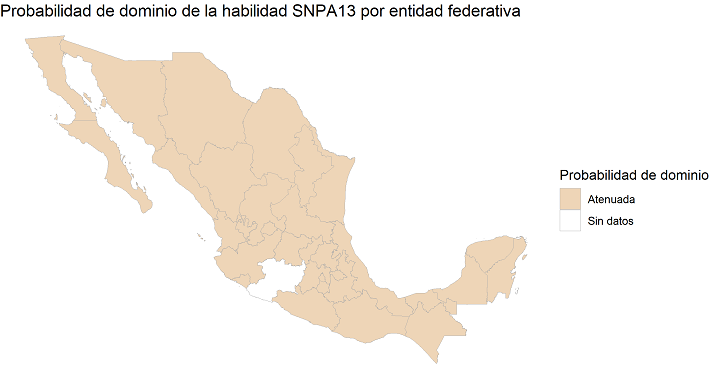 Probabilidad de dominio de la habilidad SNPA13 por entidad federativa
Probabilidad de dominio
Atenuada
Sin datos